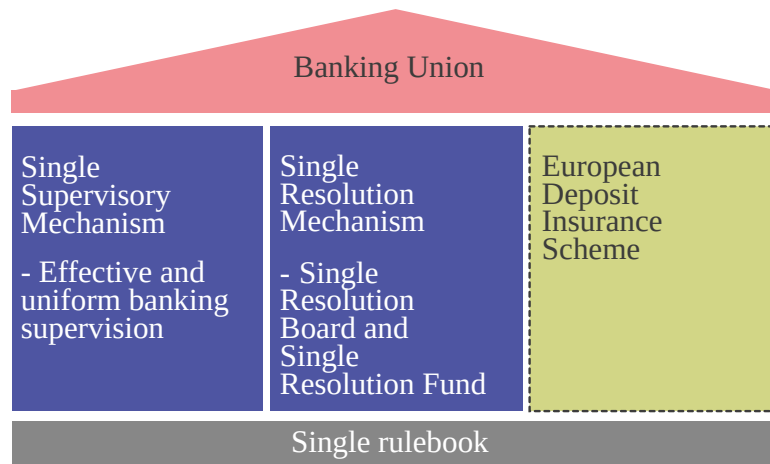 Banking Union
Single
Supervisory
Mechanism
- Effective and
uniform banking
supervision
Single
Resolution
Mechanism
- Single
Resolution
Board and
Single
Resolution Fund
European
Deposit
Insurance
Scheme
Single rulebook